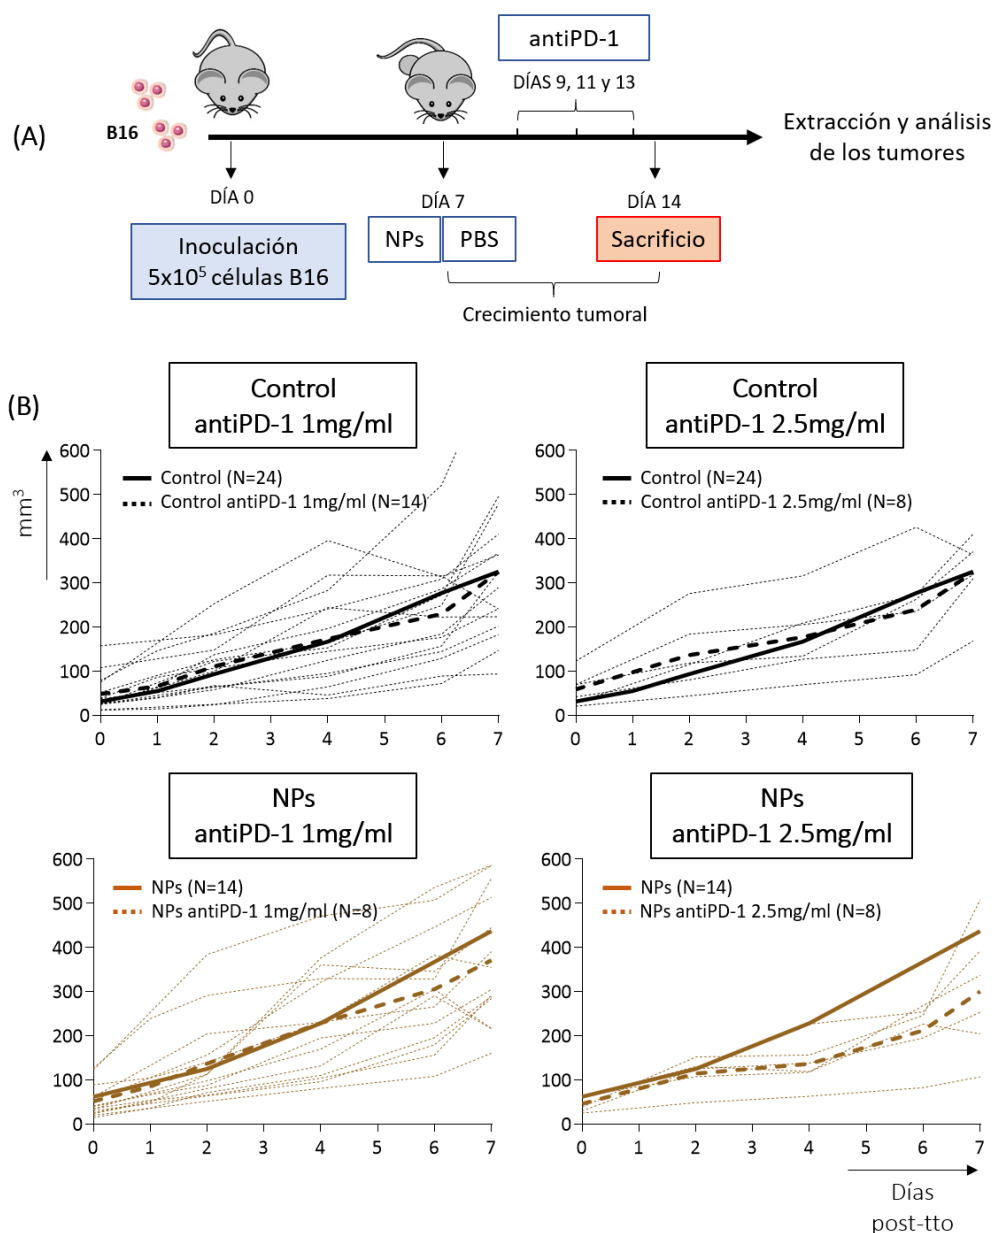 (A)
B16
antiPD-1
DÍAS 9, 11 y 13
Extracción y análisis
de los tumores
DÍA 0
DÍA 7
DÍA 14
Inoculación
5x10⁵ células B16
NPs
PBS
Sacrificio
Crecimiento tumoral
(B)
Control
antiPD-1 1mg/ml
mm³
600
500
400
300
200
100
0
Control (N=24)
Control antiPD-1 1mg/ml (N=14)
0 1 2 3 4 5 6 7
Control
antiPD-1 2.5mg/ml
600
500
400
300
200
100
0
Control (N=24)
Control antiPD-1 2.5mg/ml (N=8)
0 1 2 3 4 5 6 7
NPs
antiPD-1 1mg/ml
600
500
400
300
200
100
0
NPs (N=14)
NPs antiPD-1 1mg/ml (N=8)
0 1 2 3 4 5 6 7
NPs
antiPD-1 2.5mg/ml
600
500
400
300
200
100
0
NPs (N=14)
NPs antiPD-1 2.5mg/ml (N=8)
0 1 2 3 4 5 6 7
Días
post-tto